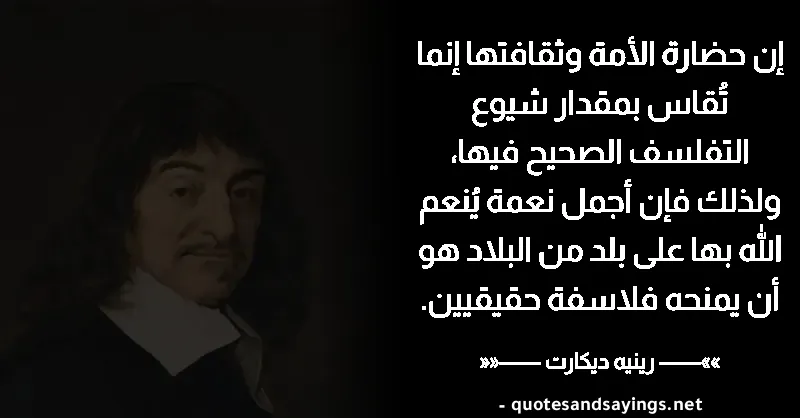 إن حضارة الأمة وثقافتها إنما
تُقاس بمقدار شيوع
التفلسف الصحيح فيها،
ولذلك فإن أجمل نعمة يُنعم
الله بها على بلد من البلاد هو
أن يمنحه فلاسفة حقيقيين.
»»—— رينيه ديكارت ——««
- quotesandsayings.net